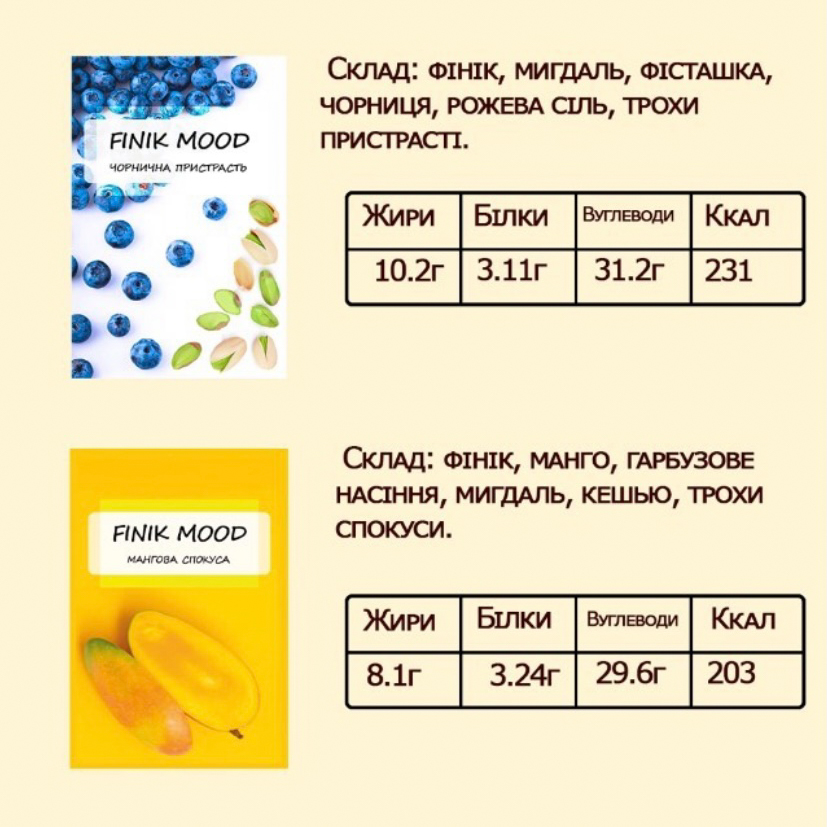 FINIK MOOD
ЧОРНИЧНА ПРИСТРАСТЬ
Склад: фінік, мигдаль, фісташка,
чорниця, рожева сіль, трохи
пристрасті.
Жири Білки Вуглеводи Ккал
10.2г 3.11г 31.2г 231
FINIK MOOD
МАНГОВА СПОКУСА
Склад: фінік, манго, гарбузове
насіння, мигдаль, кешью, трохи
спокуси.
Жири Білки Вуглеводи Ккал
8.1г 3.24г 29.6г 203